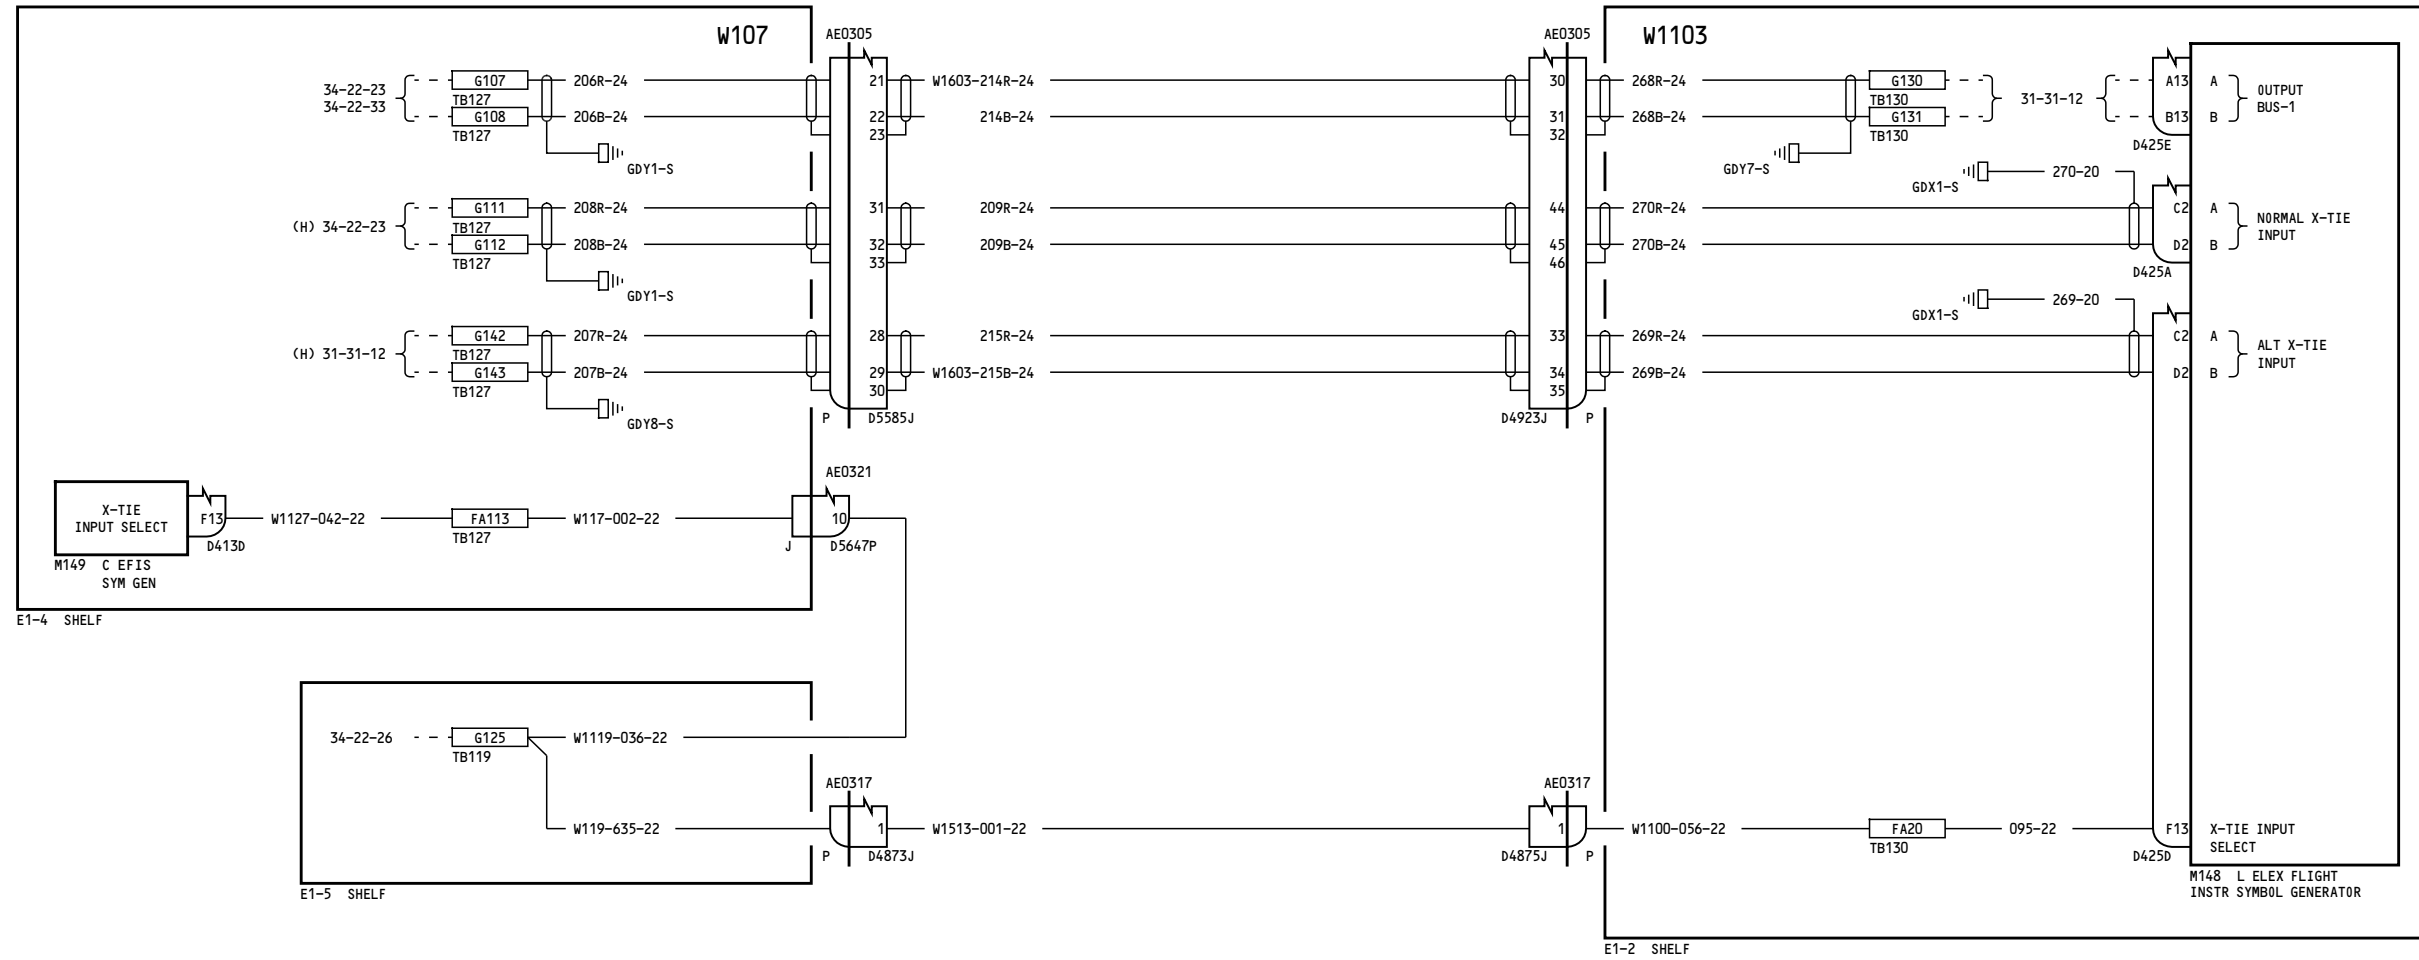 W107
AE0305
AE0305
W1103
34-22-23
34-22-33
G107
TB127
206R-24
21
W1603-214R-24
30
268R-24
G130
TB130
31-31-12
A13
A
OUTPUT
BUS-1
G108
TB127
206B-24
22
214B-24
31
268B-24
G131
TB130
B13
B
23
32
D425E
GDY1-S
GDY7-S
GDX1-S
270-20
(H) 34-22-23
G111
TB127
208R-24
31
209R-24
44
270R-24
C2
A
NORMAL X-TIE
INPUT
G112
TB127
208B-24
32
209B-24
45
270B-24
D2
B
33
46
D425A
GDY1-S
GDX1-S
269-20
(H) 31-31-12
G142
TB127
207R-24
28
215R-24
33
269R-24
C2
A
ALT X-TIE
INPUT
G143
TB127
207B-24
29
W1603-215B-24
34
269B-24
D2
B
30
35
GDY8-S
P
D5585J
D4923J
P
AE0321
X-TIE
INPUT SELECT
F13
W1127-042-22
FA113
TB127
W117-002-22
10
D413D
J
D5647P
M149 C EFIS
SYM GEN
E1-4 SHELF
34-22-26
G125
TB119
W1119-036-22
AE0317
AE0317
W119-635-22
1
W1513-001-22
1
W1100-056-22
FA20
TB130
095-22
F13
X-TIE INPUT
SELECT
P
D4873J
D4875J
P
D425D
M148 L ELEX FLIGHT
INSTR SYMBOL GENERATOR
E1-5 SHELF
E1-2 SHELF